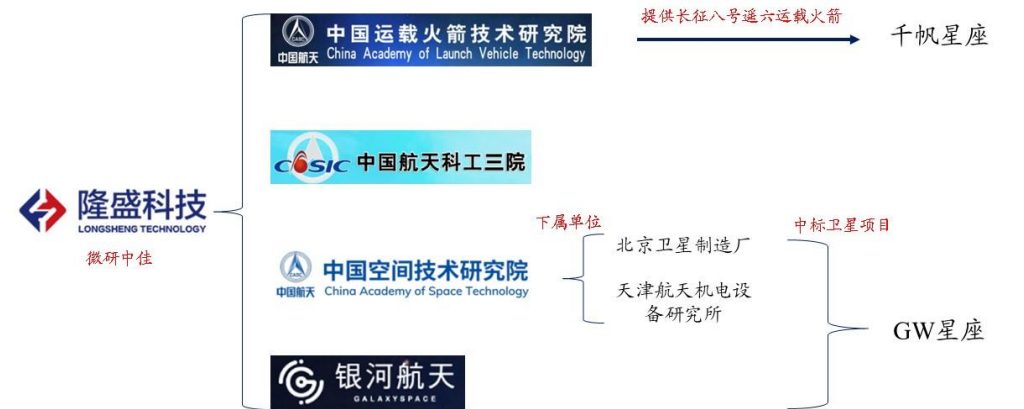 提供长征八号遥六运载火箭
CASC
中国航天
中国运载火箭技术研究院
China Academy of Launch Vehicle Technology
千帆星座
CASIC
中国航天科工三院
隆盛科技
LONGSHENG TECHNOLOGY
微研中佳
下属单位
中标卫星项目
CASC
中国航天
中国空间技术研究院
China Academy of Space Technology
北京卫星制造厂
天津航天机电设
备研究所
GW星座
银河航天
GALAXYSPACE